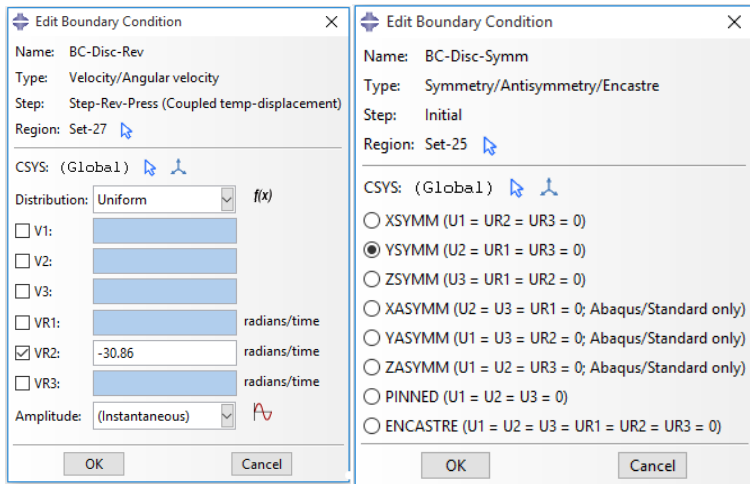 Edit Boundary Condition
Name: BC-Disc-Rev
Type: Velocity/Angular velocity
Step: Step-Rev-Press (Coupled temp-displacement)
Region: Set-27
CSYS: (Global)
Distribution: Uniform f(x)
V1:
V2:
V3:
VR1: radians/time
VR2: -30.86 radians/time
VR3: radians/time
Amplitude: (Instantaneous)
OK Cancel
Edit Boundary Condition
Name: BC-Disc-Symm
Type: Symmetry/Antisymmetry/Encastre
Step: Initial
Region: Set-25
CSYS: (Global)
XSYMM (U1 = UR2 = UR3 = 0)
YSYMM (U2 = UR1 = UR3 = 0)
ZSYMM (U3 = UR1 = UR2 = 0)
XASYMM (U2 = U3 = UR1 = 0; Abaqus/Standard only)
YASYMM (U1 = U3 = UR2 = 0; Abaqus/Standard only)
ZASYMM (U1 = U2 = UR3 = 0; Abaqus/Standard only)
PINNED (U1 = U2 = U3 = 0)
ENCASTRE (U1 = U2 = U3 = UR1 = UR2 = UR3 = 0)
OK Cancel